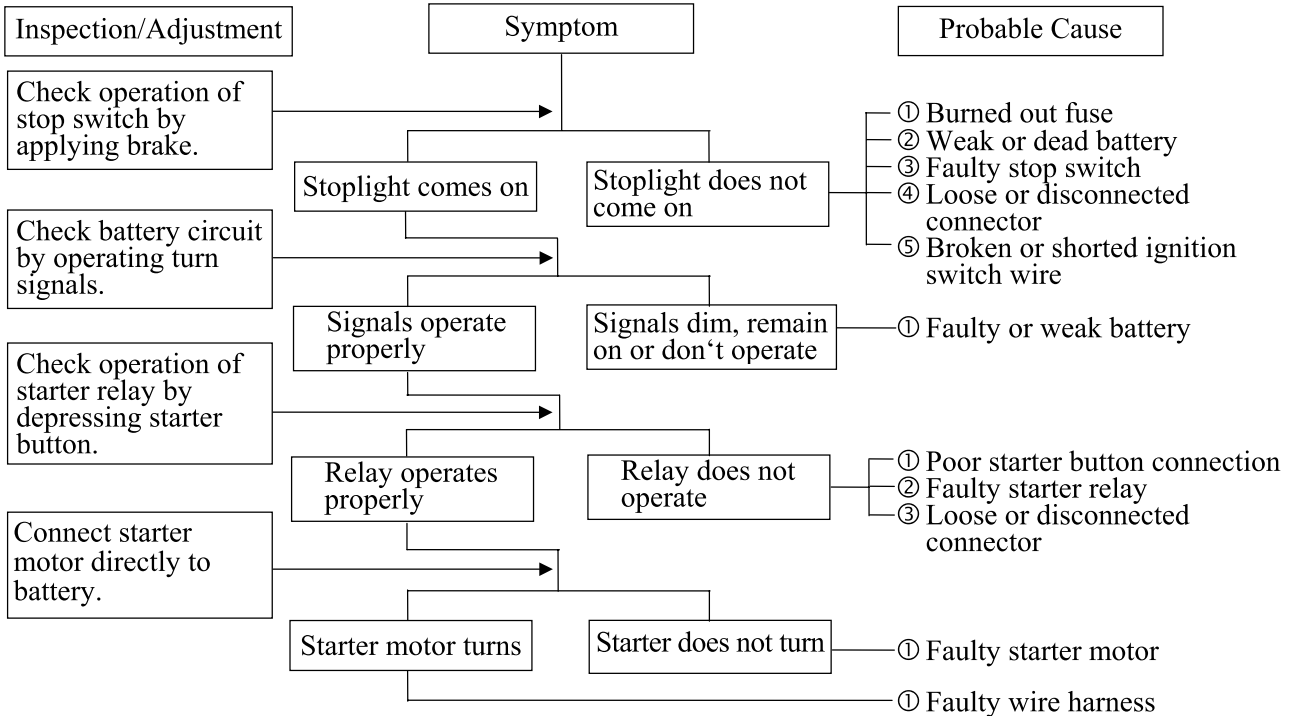 Inspection/Adjustment
Symptom
Probable Cause
Check operation of
stop switch by
applying brake.
Stoplight comes on
Stoplight does not
come on
① Burned out fuse
② Weak or dead battery
③ Faulty stop switch
④ Loose or disconnected
connector
⑤ Broken or shorted ignition
switch wire
Check battery circuit
by operating turn
signals.
Signals operate
properly
Signals dim, remain
on or don‘t operate
① Faulty or weak battery
Check operation of
starter relay by
depressing starter
button.
Relay operates
properly
Relay does not
operate
① Poor starter button connection
② Faulty starter relay
③ Loose or disconnected
connector
Connect starter
motor directly to
battery.
Starter motor turns
Starter does not turn
① Faulty starter motor
① Faulty wire harness